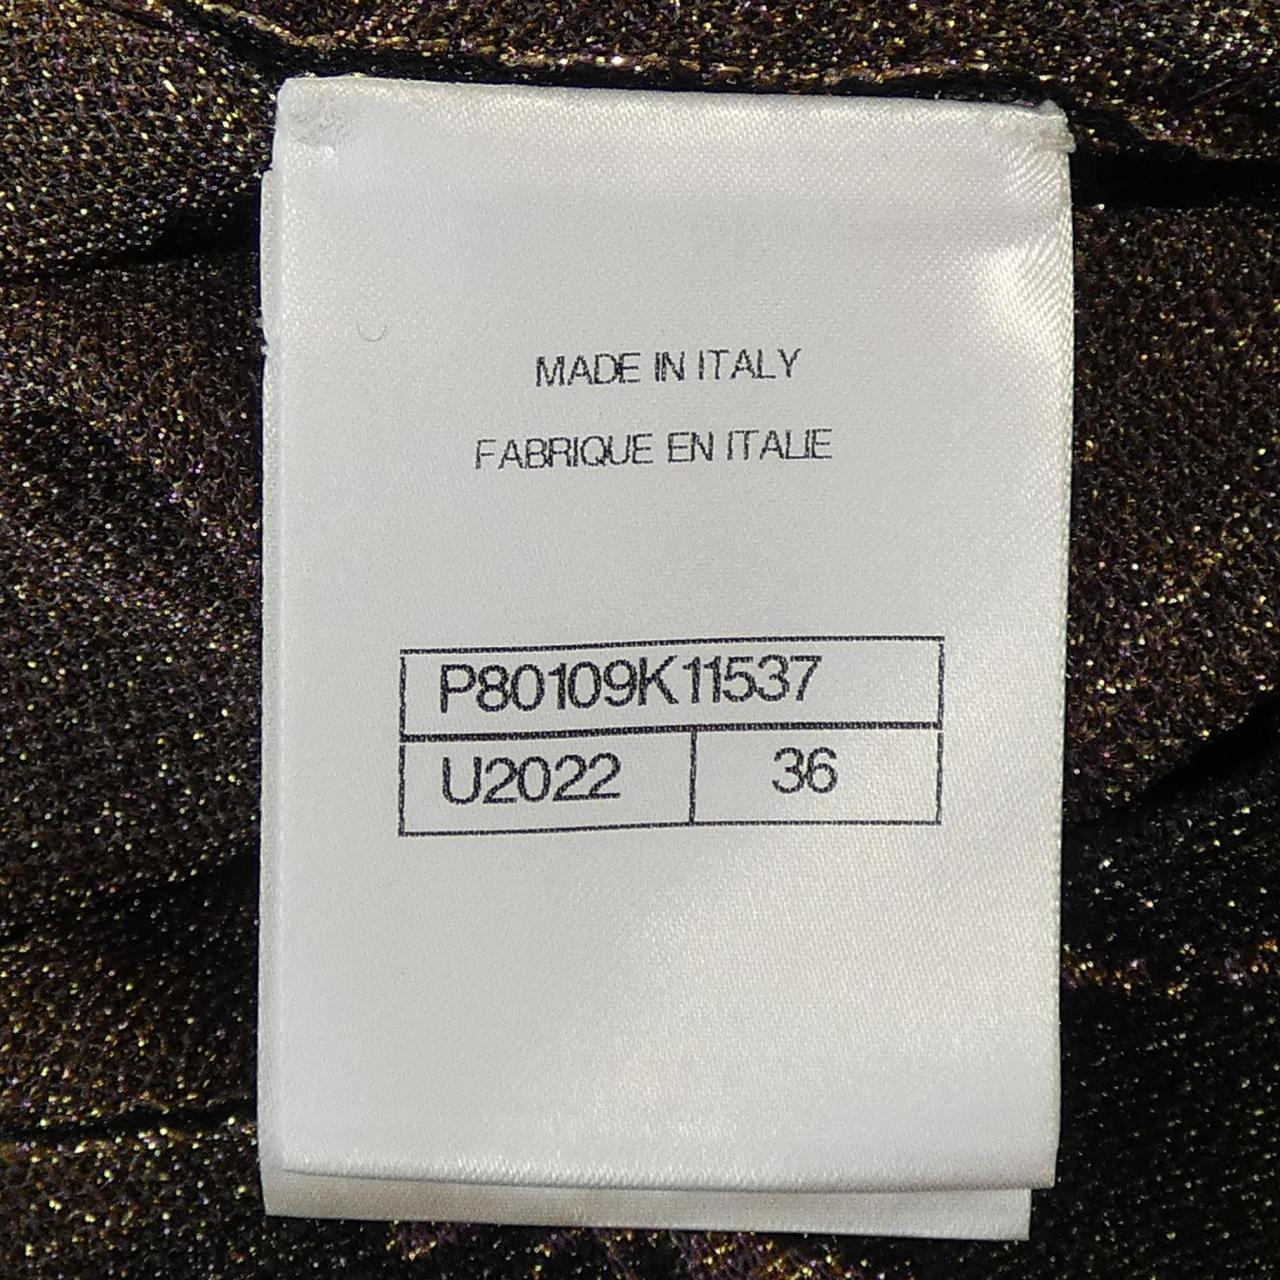 MADE IN ITALY
FABRIQUE EN ITALIE
P80109K11537
U2022 36